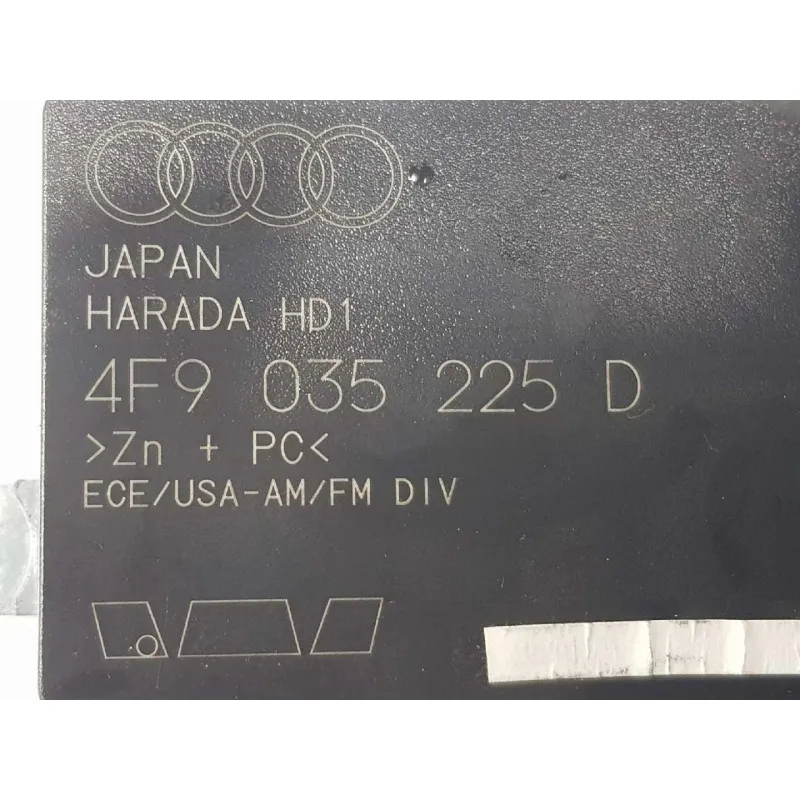 JAPAN
HARADA HD1
4F9 035 225 D
>Zn + PC<
ECE/USA-AM/FM DIV